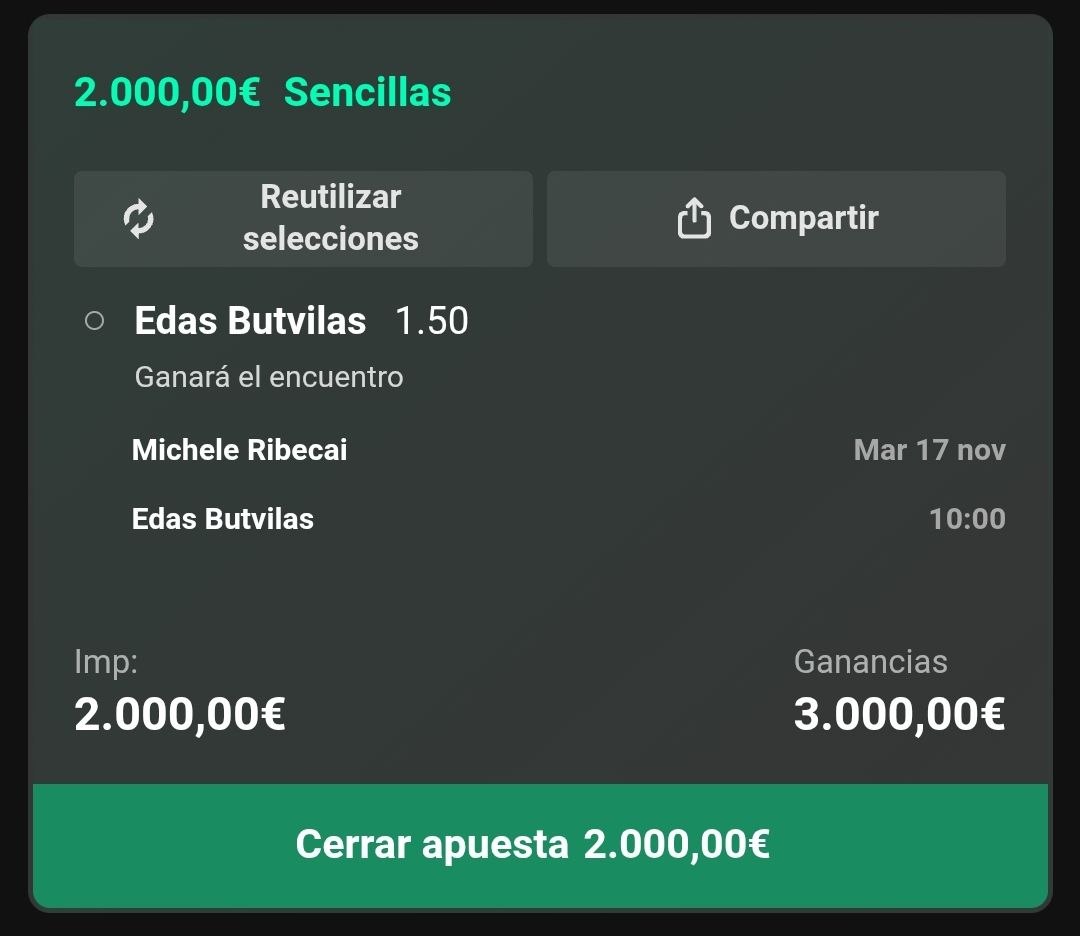 2.000,00€ Sencillas
Reutilizar
selecciones
Compartir
Edas Butvilas 1.50
Ganará el encuentro
Michele Ribecai
Mar 17 nov
Edas Butvilas
10:00
Imp:
Ganancias
2.000,00€
3.000,00€
Cerrar apuesta 2.000,00€